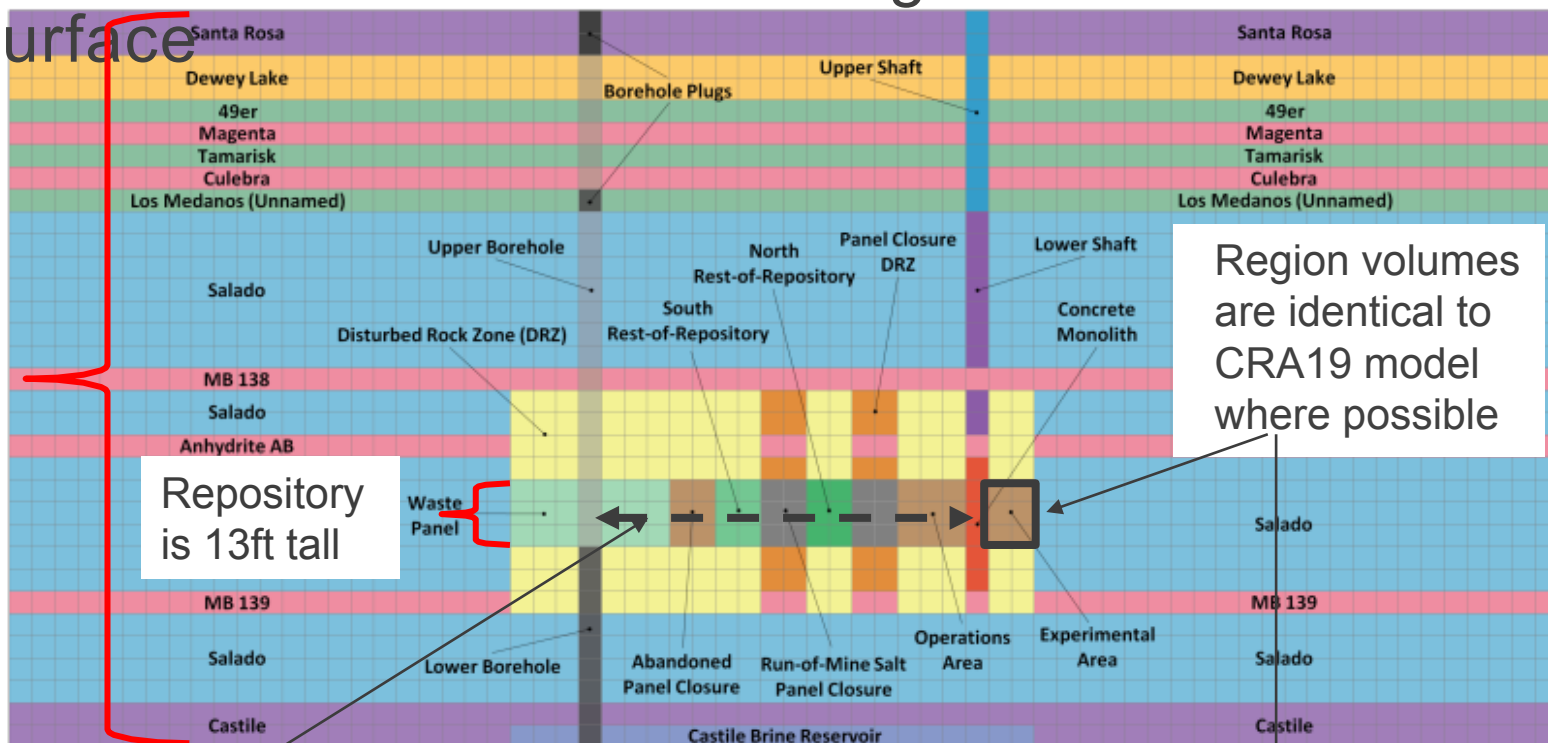 urface
Santa Rosa
Santa Rosa
Upper Shaft
Dewey Lake
Dewey Lake
Borehole Plugs
49er
49er
Magenta
Magenta
Tamarisk
Tamarisk
Culebra
Culebra
Los Medanos (Unnamed)
Los Medanos (Unnamed)
Upper Borehole
North
Rest-of-Repository
Panel Closure
DRZ
Lower Shaft
Region volumes
are identical to
CRA19 model
where possible
Salado
South
Rest-of-Repository
Concrete
Monolith
Disturbed Rock Zone (DRZ)
MB 138
Salado
Anhydrite AB
Repository
is 13ft tall
Waste
Panel
Salado
MB 139
MB 139
Salado
Lower Borehole
Abandoned
Panel Closure
Run-of-Mine Salt
Panel Closure
Operations
Area
Experimental
Area
Salado
Castile
Castile Brine Reservoir
Castile